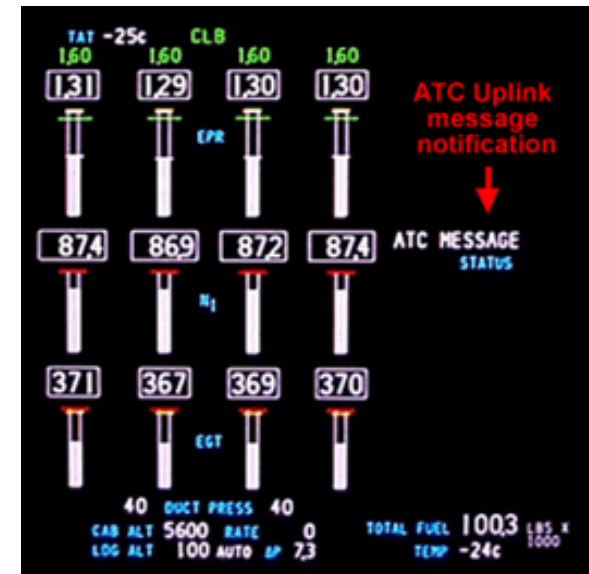 TAT -25c CLB
1,60 1,60 1,60 1,60
1,31 1,29 1,30 1,30
EPR
ATC Uplink
message
notification
87,4 86,9 87,2 87,4
ATC MESSAGE
STATUS
N1
371 367 369 370
EGT
40 DUCT PRESS 40
CAB ALT 5600 RATE 0
LDG ALT 100 AUTO ΔP 7,3
TOTAL FUEL 100,3 LBS X
1000
TEMP -24c